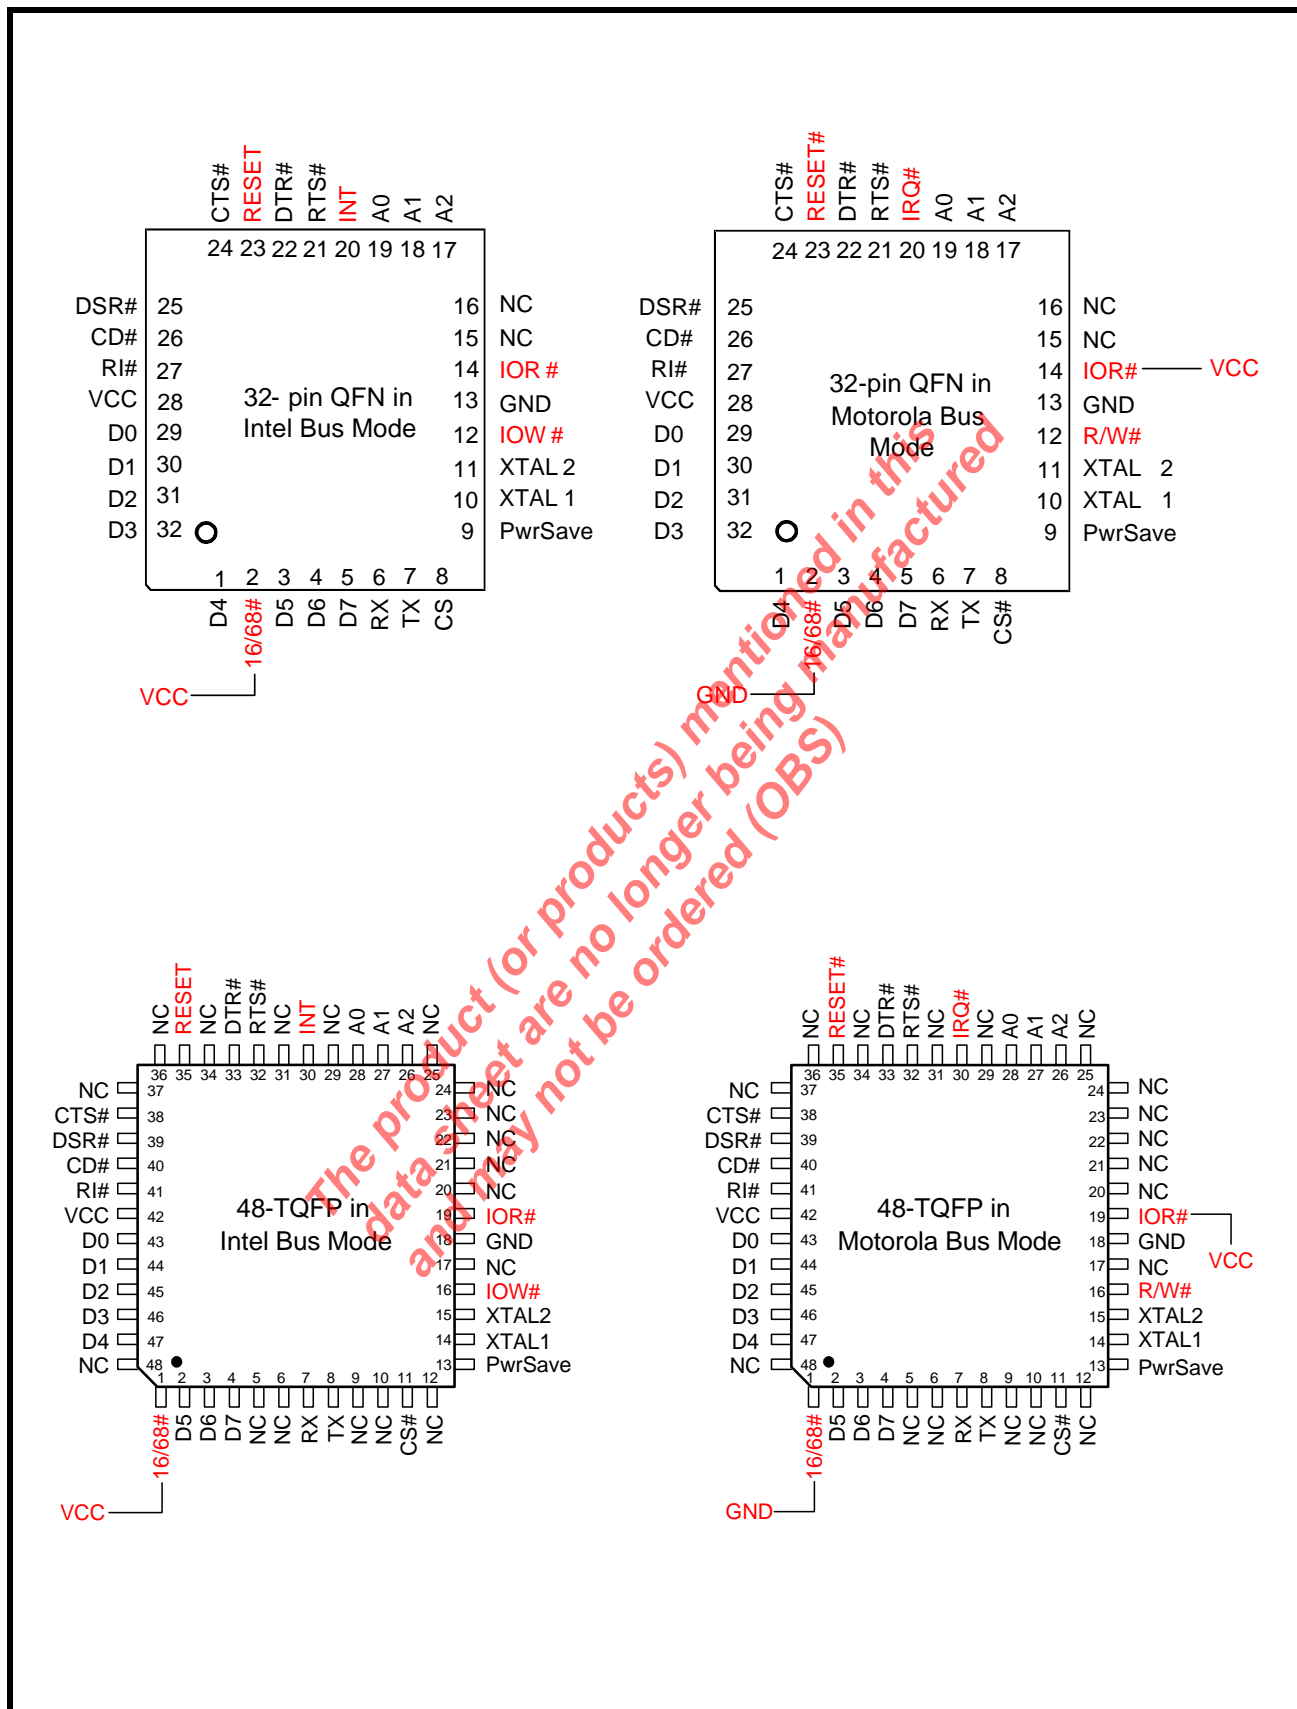 CTS#
RESET
DTR#
RTS#
INT
A0
A1
A2
24 23 22 21 20 19 18 17
DSR# 25
CD# 26
RI# 27
VCC 28
D0 29
D1 30
D2 31
D3 32
32- pin QFN in
Intel Bus Mode
16 NC
15 NC
14 IOR #
13 GND
12 IOW #
11 XTAL 2
10 XTAL 1
9 PwrSave
1 2 3 4 5 6 7 8
D4
16/68#
D5
D6
D7
RX
TX
CS
VCC
CTS#
RESET#
DTR#
RTS#
IRQ#
A0
A1
A2
24 23 22 21 20 19 18 17
DSR# 25
CD# 26
RI# 27
VCC 28
D0 29
D1 30
D2 31
D3 32
32-pin QFN in
Motorola Bus
Mode
16 NC
15 NC
14 IOR# VCC
13 GND
12 R/W#
11 XTAL 2
10 XTAL 1
9 PwrSave
1 2 3 4 5 6 7 8
D4
16/68#
D5
D6
D7
RX
TX
CS#
GND
The product (or products) mentioned in this
data sheet are no longer being manufactured
and may not be ordered (OBS)
NC
RESET
NC
DTR#
RTS#
NC
INT
NC
A0
A1
A2
NC
36 35 34 33 32 31 30 29 28 27 26 25
NC 37
CTS# 38
DSR# 39
CD# 40
RI# 41
VCC 42
D0 43
D1 44
D2 45
D3 46
D4 47
NC 48
48-TQFP in
Intel Bus Mode
24 NC
23 NC
22 NC
21 NC
20 NC
19 IOR#
18 GND
17 NC
16 IOW#
15 XTAL2
14 XTAL1
13 PwrSave
1 2 3 4 5 6 7 8 9 10 11 12
16/68#
D5
D6
D7
NC
NC
RX
TX
NC
NC
CS#
NC
VCC
NC
RESET#
NC
DTR#
RTS#
NC
IRQ#
NC
A0
A1
A2
NC
36 35 34 33 32 31 30 29 28 27 26 25
NC 37
CTS# 38
DSR# 39
CD# 40
RI# 41
VCC 42
D0 43
D1 44
D2 45
D3 46
D4 47
NC 48
48-TQFP in
Motorola Bus Mode
24 NC
23 NC
22 NC
21 NC
20 NC
19 IOR#
18 GND
VCC
17 NC
16 R/W#
15 XTAL2
14 XTAL1
13 PwrSave
1 2 3 4 5 6 7 8 9 10 11 12
16/68#
D5
D6
D7
NC
NC
RX
TX
NC
NC
CS#
NC
GND